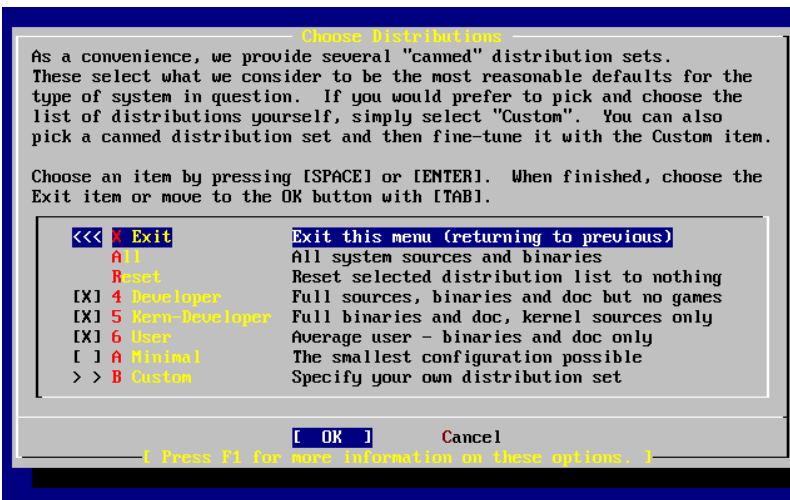 Choose Distributions
As a convenience, we provide several "canned" distribution sets.
These select what we consider to be the most reasonable defaults for the
type of system in question.  If you would prefer to pick and choose the
list of distributions yourself, simply select "Custom".  You can also
pick a canned distribution set and then fine-tune it with the Custom item.
Choose an item by pressing [SPACE] or [ENTER].  When finished, choose the
Exit item or move to the OK button with [TAB].
<<< X Exit Exit this menu (returning to previous)
All All system sources and binaries
Reset Reset selected distribution list to nothing
[X] 4 Developer Full sources, binaries and doc but no games
[X] 5 Kern-Developer Full binaries and doc, kernel sources only
[X] 6 User Average user - binaries and doc only
[ ] A Minimal The smallest configuration possible
> > B Custom Specify your own distribution set
[ OK ] Cancel
[ Press F1 for more information on these options. ]